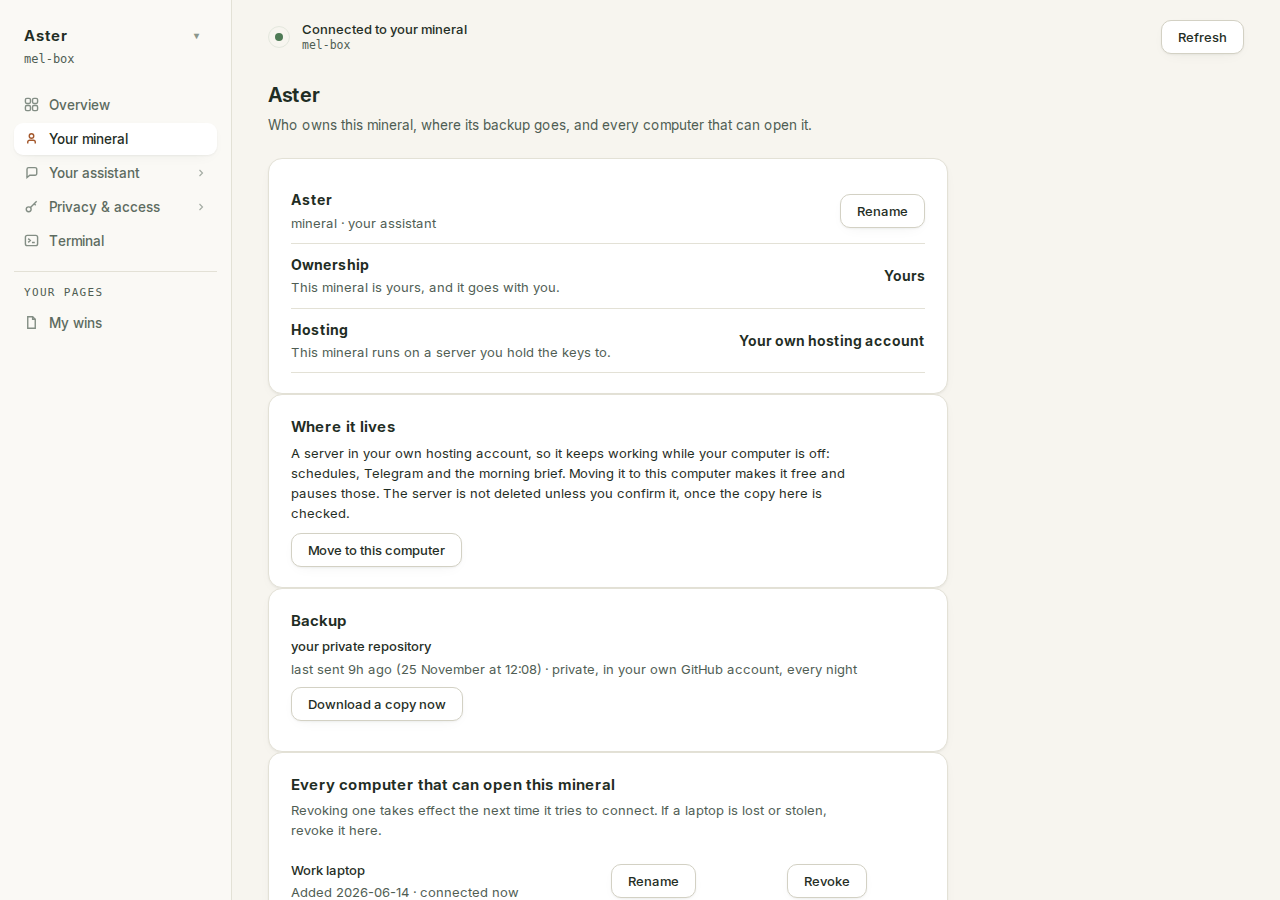 Aster ▾
mel-box
Overview
Your mineral
Your assistant
Privacy & access
Terminal
YOUR PAGES
My wins
Connected to your mineral
mel-box
Refresh
Aster
Who owns this mineral, where its backup goes, and every computer that can open it.
Aster
mineral · your assistant
Rename
Ownership
This mineral is yours, and it goes with you.
Yours
Hosting
This mineral runs on a server you hold the keys to.
Your own hosting account
Where it lives
A server in your own hosting account, so it keeps working while your computer is off:
schedules, Telegram and the morning brief. Moving it to this computer makes it free and
pauses those. The server is not deleted unless you confirm it, once the copy here is
checked.
Move to this computer
Backup
your private repository
last sent 9h ago (25 November at 12:08) · private, in your own GitHub account, every night
Download a copy now
Every computer that can open this mineral
Revoking one takes effect the next time it tries to connect. If a laptop is lost or stolen,
revoke it here.
Work laptop
Added 2026-06-14 · connected now
Rename
Revoke